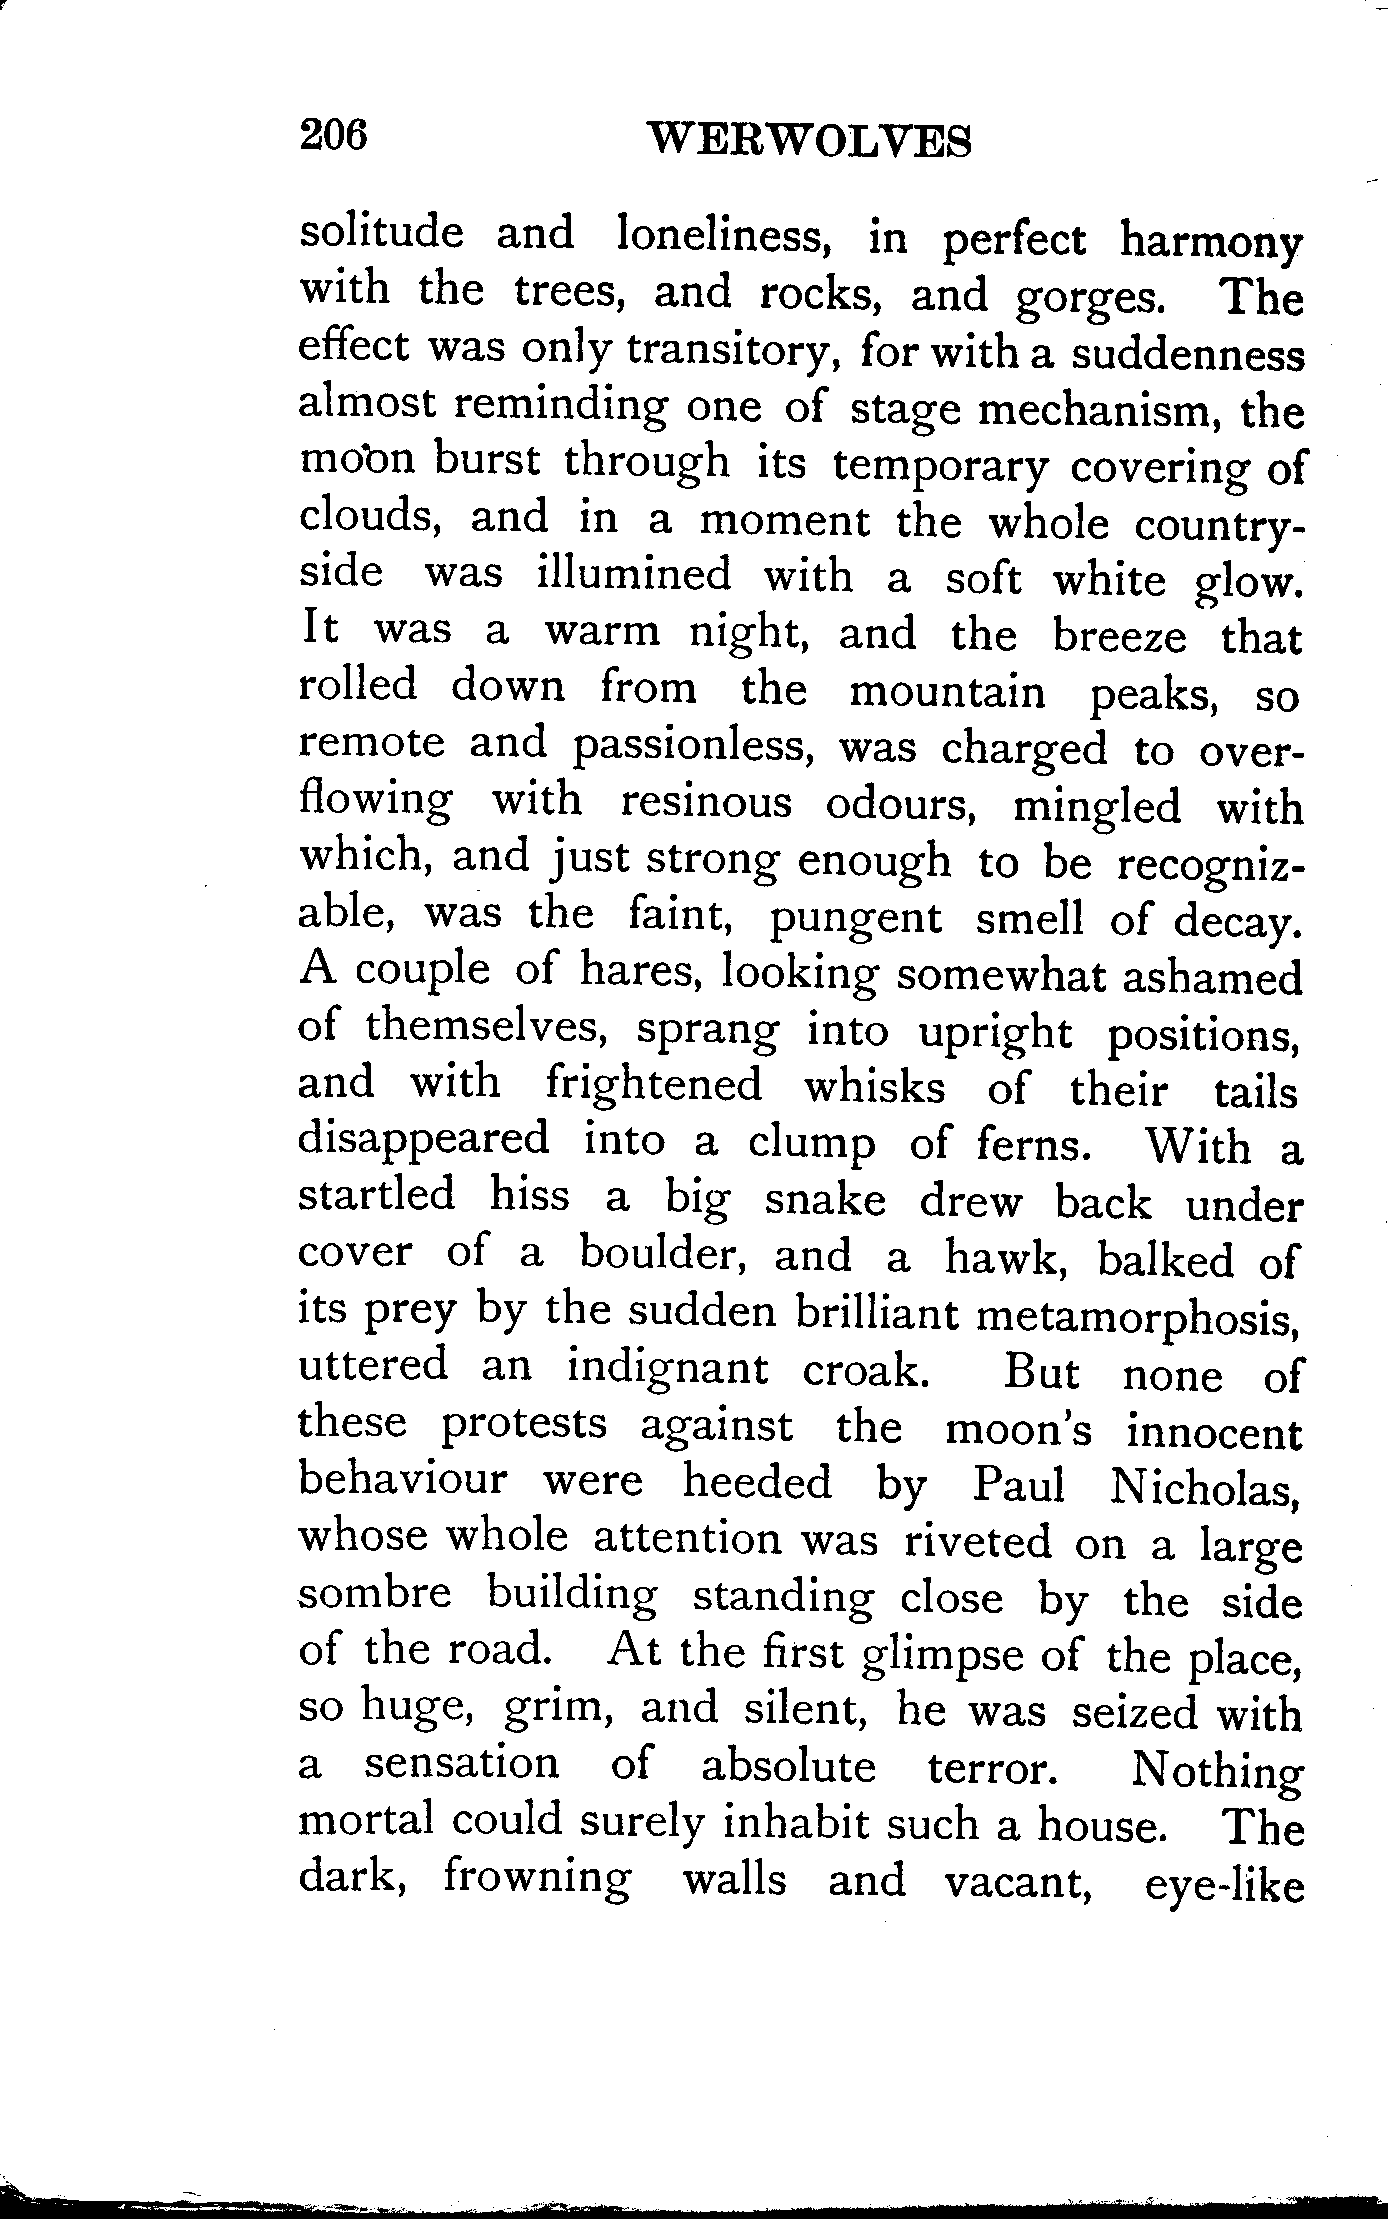 206 WERWOLVES
solitude and loneliness, in perfect harmony
with the trees, and rocks, and gorges. The
effect was only transitory, for with a suddenness
almost reminding one of stage mechanism, the
moon burst through its temporary covering of
clouds, and in a moment the whole country-
side was illumined with a soft white glow.
It was a warm night, and the breeze that
rolled down from the mountain peaks, so
remote and passionless, was charged to over-
flowing with resinous odours, mingled with
which, and just strong enough to be recogniz-
able, was the faint, pungent smell of decay.
A couple of hares, looking somewhat ashamed
of themselves, sprang into upright positions,
and with frightened whisks of their tails
disappeared into a clump of ferns. With a
startled hiss a big snake drew back under
cover of a boulder, and a hawk, balked of
its prey by the sudden brilliant metamorphosis,
uttered an indignant croak. But none of
these protests against the moon's innocent
behaviour were heeded by Paul Nicholas,
whose whole attention was riveted on a large
sombre building standing close by the side
of the road. At the first glimpse of the place,
so huge, grim, and silent, he was seized with
a sensation of absolute terror. Nothing
mortal could surely inhabit such a house. The
dark, frowning walls and vacant, eye-like